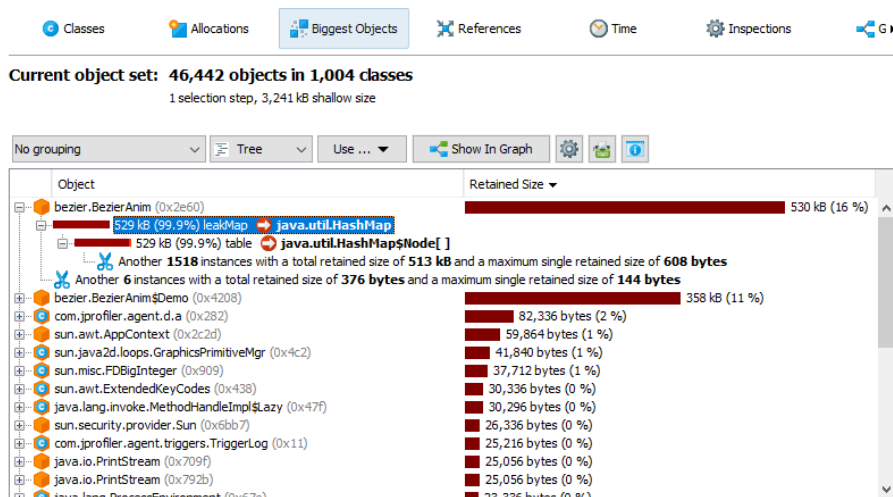 Classes Allocations Biggest Objects References Time Inspections G
Current object set: 46,442 objects in 1,004 classes
1 selection step, 3,241 kB shallow size
No grouping Tree Use ... Show In Graph
Object Retained Size
bezier.BezierAnim (0x2e60) 530 kB (16 %)
529 kB (99.9%) leakMap java.util.HashMap
529 kB (99.9%) table java.util.HashMap$Node[ ]
Another 1518 instances with a total retained size of 513 kB and a maximum single retained size of 608 bytes
Another 6 instances with a total retained size of 376 bytes and a maximum single retained size of 144 bytes
bezier.BezierAnim$Demo (0x4208) 358 kB (11 %)
com.jprofiler.agent.d.a (0x282) 82,336 bytes (2 %)
sun.awt.AppContext (0x2c2d) 59,864 bytes (1 %)
sun.java2d.loops.GraphicsPrimitiveMgr (0x4c2) 41,840 bytes (1 %)
sun.misc.FDBigInteger (0x909) 37,712 bytes (1 %)
sun.awt.ExtendedKeyCodes (0x438) 30,336 bytes (0 %)
java.lang.invoke.MethodHandleImpl$Lazy (0x47f) 30,296 bytes (0 %)
sun.security.provider.Sun (0x6bb7) 26,336 bytes (0 %)
com.jprofiler.agent.triggers.TriggerLog (0x11) 25,216 bytes (0 %)
java.io.PrintStream (0x709f) 25,056 bytes (0 %)
java.io.PrintStream (0x792b) 25,056 bytes (0 %)
java.lang.ProcessEnvironment (0x67a) 23,336 bytes (0 %)